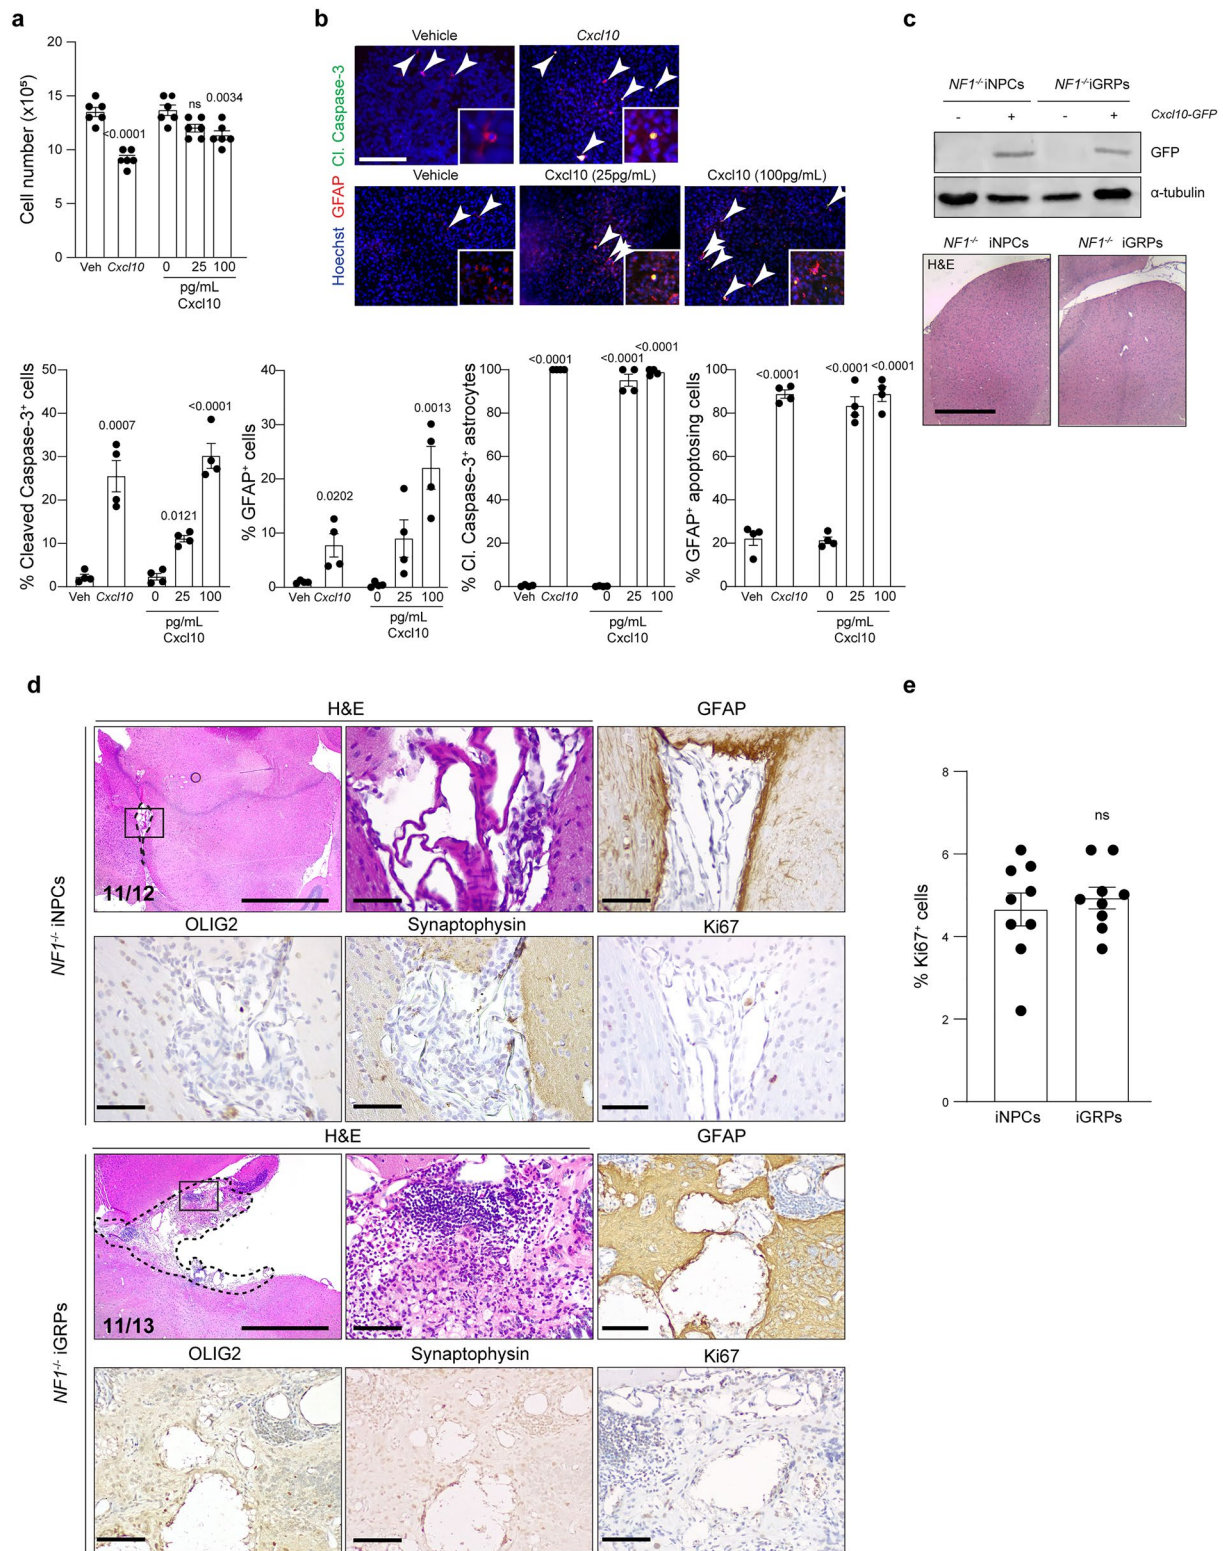 a
Cell number (x10⁵)
20
15
10
5
0
<0.0001
ns
0.0034
Veh Cxcl10 0 25 100
pg/mL
Cxcl10
b
Hoechst GFAP Cl. Caspase-3
Vehicle Cxcl10
Vehicle Cxcl10 (25pg/mL) Cxcl10 (100pg/mL)
c
NF1⁻/⁻iNPCs NF1⁻/⁻iGRPs
- + - + Cxcl10-GFP
GFP
α-tubulin
NF1⁻/⁻ iNPCs NF1⁻/⁻ iGRPs
H&E
% Cleaved Caspase-3⁺ cells
50
40
30
20
10
0
0.0007
0.0121
<0.0001
Veh Cxcl10 0 25 100
pg/mL
Cxcl10
% GFAP⁺ cells
40
30
20
10
0
0.0202
0.0013
Veh Cxcl10 0 25 100
pg/mL
Cxcl10
% Cl. Caspase-3⁺ astrocytes
100
80
60
40
20
0
<0.0001
<0.0001
<0.0001
Veh Cxcl10 0 25 100
pg/mL
Cxcl10
% GFAP⁺ apoptosing cells
100
80
60
40
20
0
<0.0001
<0.0001
<0.0001
Veh Cxcl10 0 25 100
pg/mL
Cxcl10
d
NF1⁻/⁻ iNPCs
H&E GFAP
11/12
OLIG2 Synaptophysin Ki67
NF1⁻/⁻ iGRPs
H&E GFAP
11/13
OLIG2 Synaptophysin Ki67
e
% Ki67⁺ cells
8
6
4
2
0
ns
iNPCs iGRPs